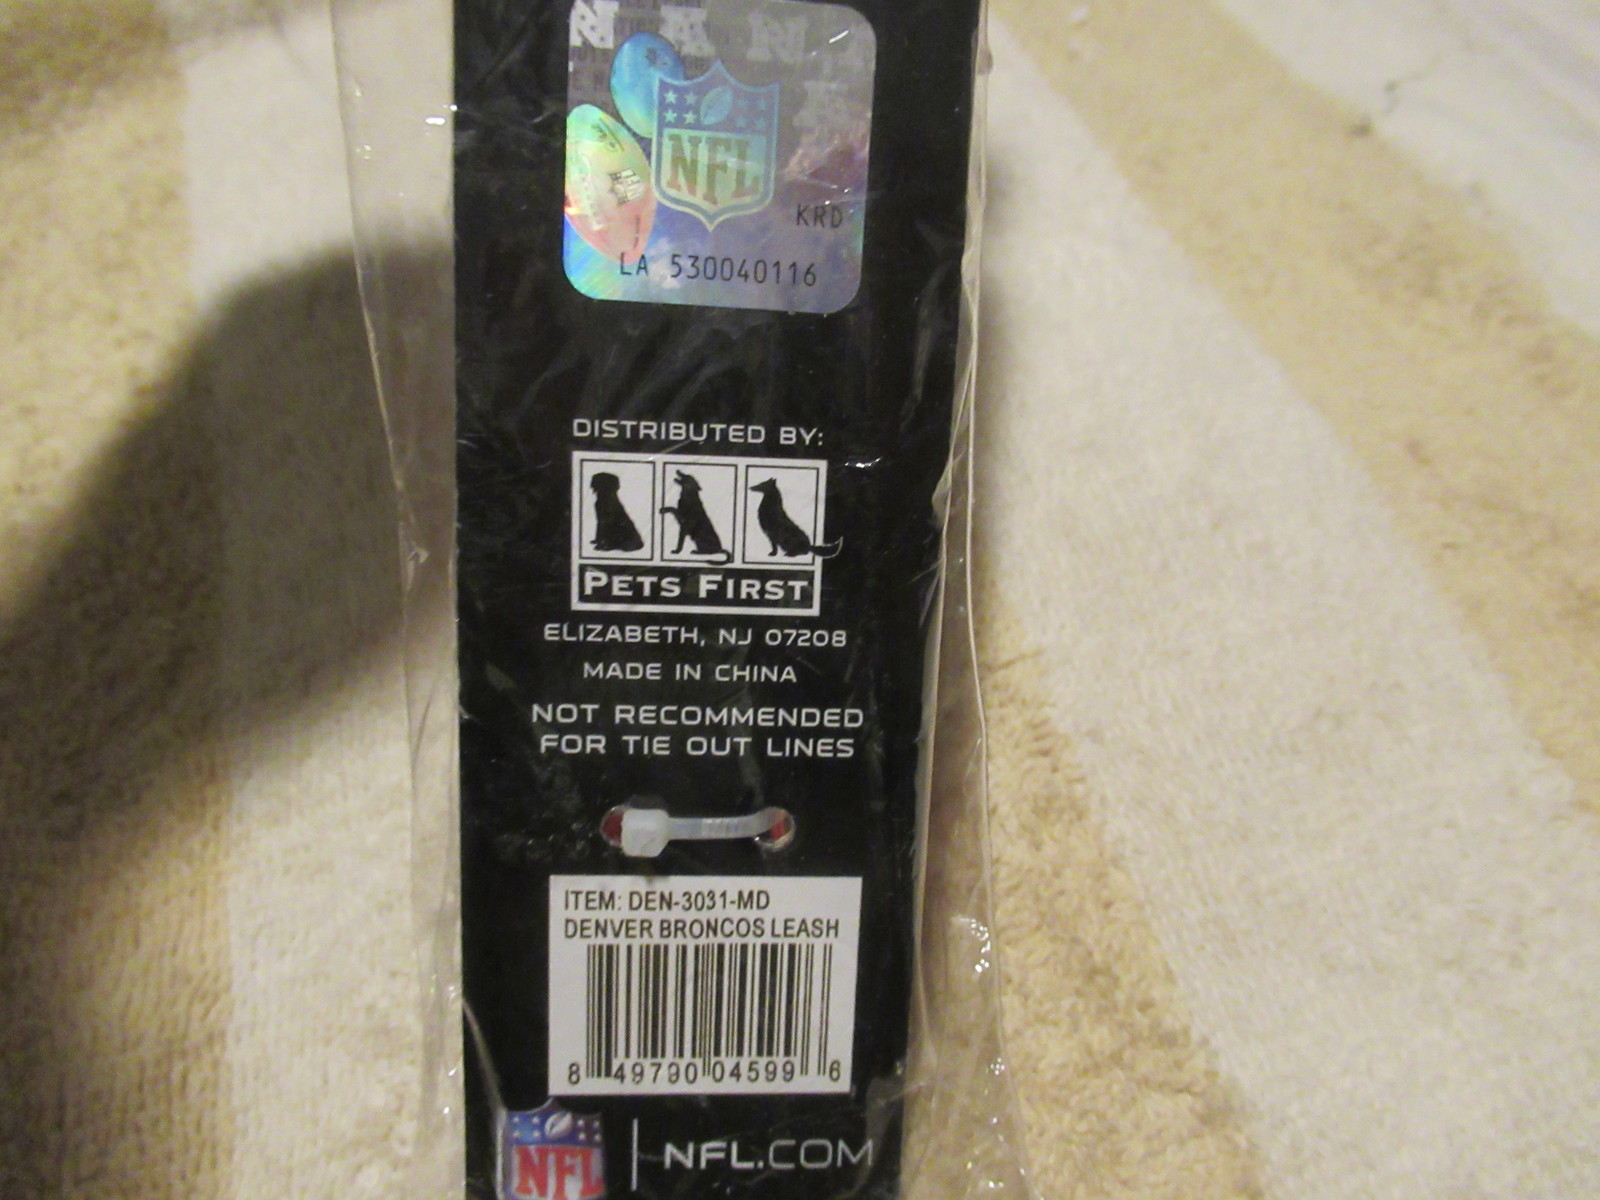 NFL
KRD
LA 530040116
DISTRIBUTED BY:
PETS FIRST
ELIZABETH, NJ 07208
MADE IN CHINA
NOT RECOMMENDED
FOR TIE OUT LINES
ITEM: DEN-3031-MD
DENVER BRONCOS LEASH
8 49790 04599 6
NFL | NFL.COM